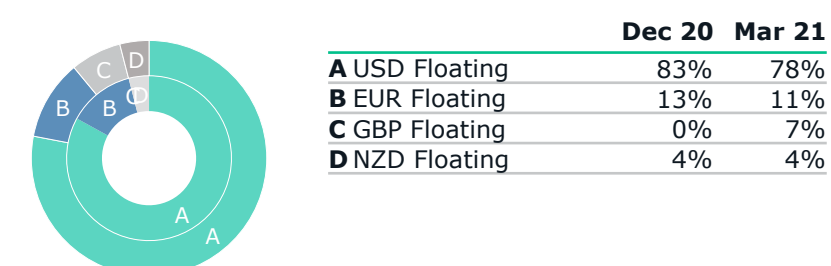 Dec 20 Mar 21
A USD Floating 83% 78%
B EUR Floating 13% 11%
C GBP Floating 0% 7%
D NZD Floating 4% 4%
D
C
B
B
C
D
A
A